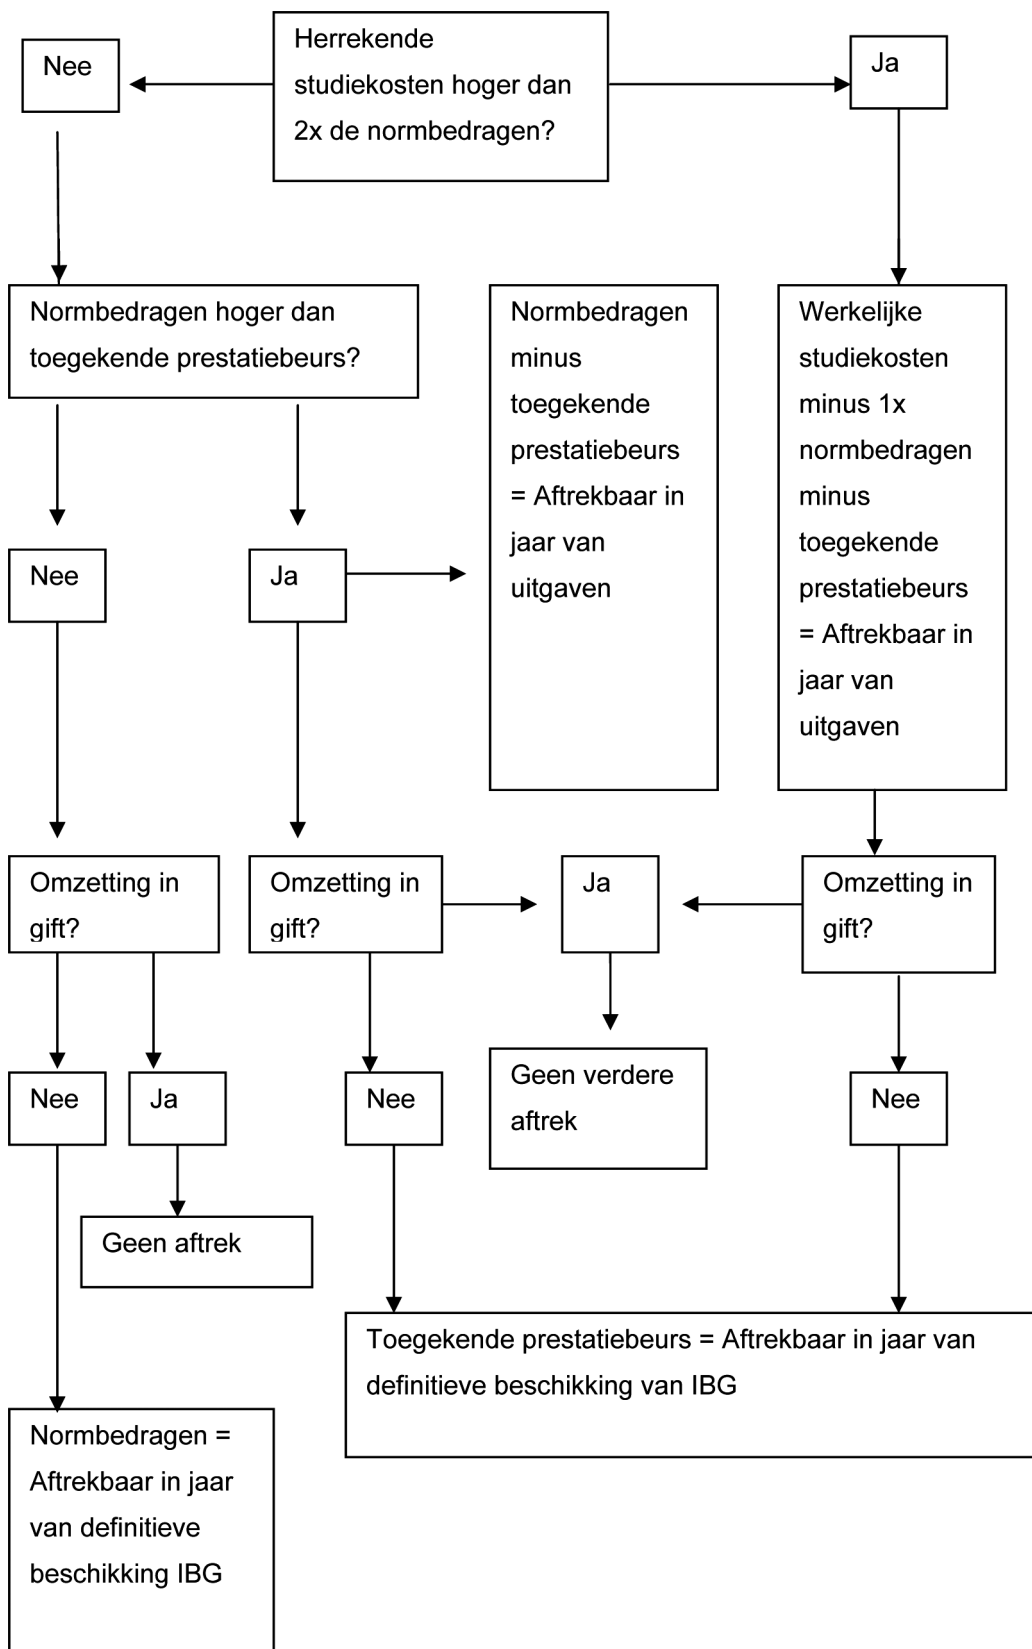 Nee
Herrekende
studiekosten hoger dan
2x de normbedragen?
Ja
Normbedragen hoger dan
toegekende prestatiebeurs?
Normbedragen
minus
toegekende
prestatiebeurs
= Aftrekbaar in
jaar van
uitgaven
Werkelijke
studiekosten
minus 1x
normbedragen
minus
toegekende
prestatiebeurs
= Aftrekbaar in
jaar van
uitgaven
Nee
Ja
Omzetting in
gift?
Omzetting in
gift?
Ja
Omzetting in
gift?
Nee
Ja
Nee
Geen verdere
aftrek
Nee
Geen aftrek
Toegekende prestatiebeurs = Aftrekbaar in jaar van
definitieve beschikking van IBG
Normbedragen =
Aftrekbaar in jaar
van definitieve
beschikking IBG